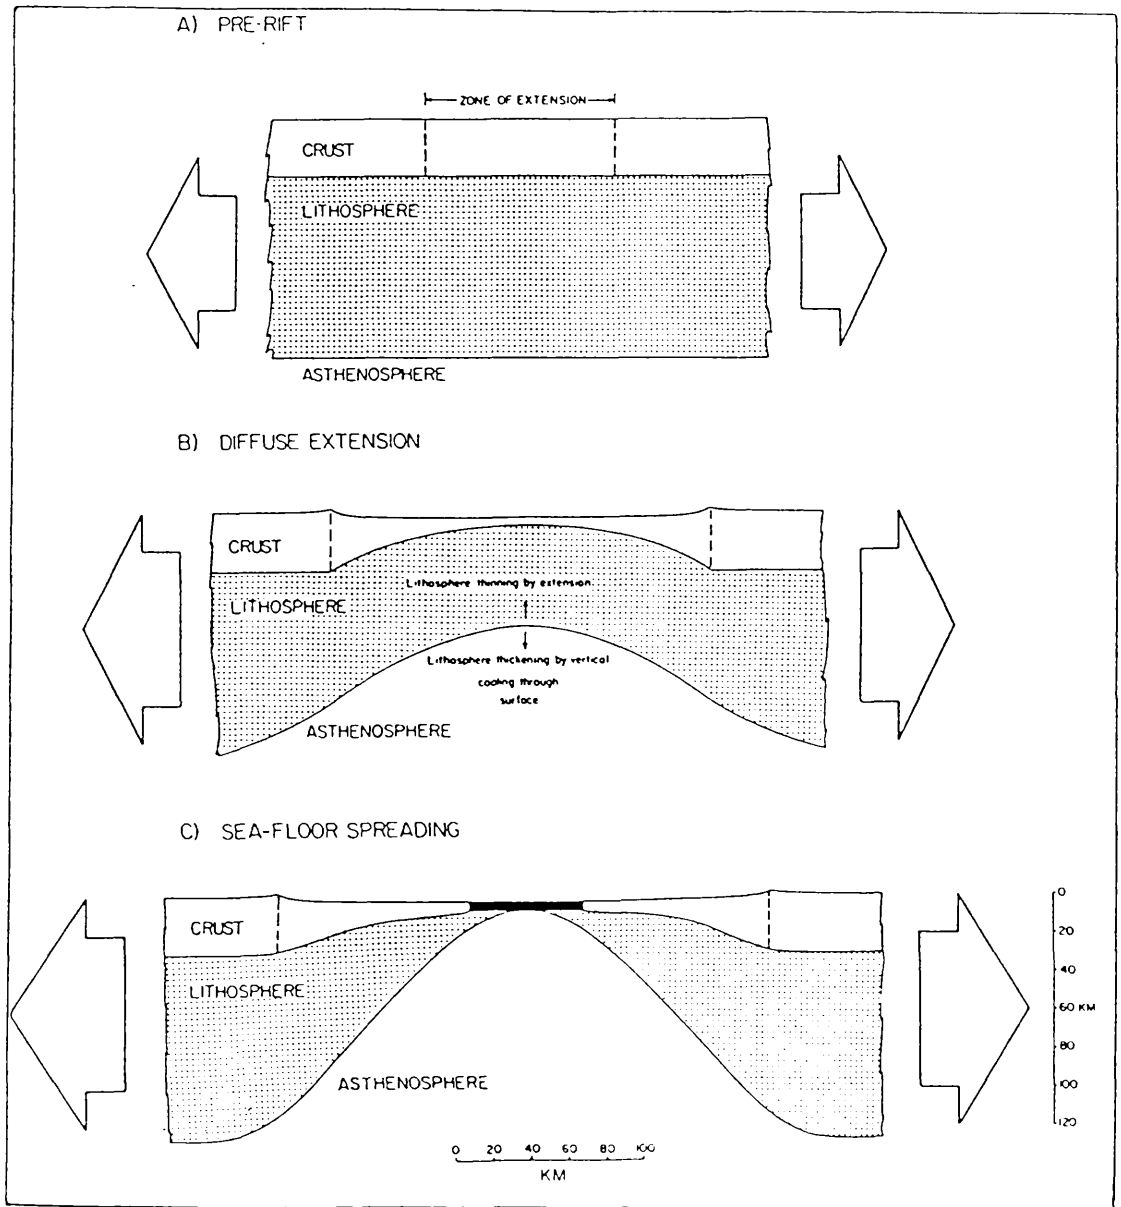 A) PRE-RIFT
ZONE OF EXTENSION
CRUST
LITHOSPHERE
ASTHENOSPHERE
B) DIFFUSE EXTENSION
CRUST
Lithosphere thinning by extension
LITHOSPHERE
Lithosphere thickening by vertical
cooling through
surface
ASTHENOSPHERE
C) SEA-FLOOR SPREADING
CRUST
LITHOSPHERE
ASTHENOSPHERE
0
20
40
60 KM
80
100
120
0 20 40 60 80 100
KM